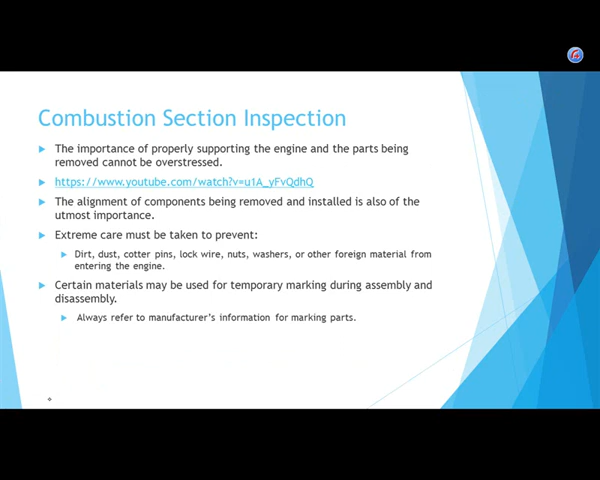 Combustion Section Inspection
The importance of properly supporting the engine and the parts being
removed cannot be overstressed.
https://www.youtube.com/watch?v=u1A_yFvQdhQ
The alignment of components being removed and installed is also of the
utmost importance.
Extreme care must be taken to prevent:
Dirt, dust, cotter pins, lock wire, nuts, washers, or other foreign material from
entering the engine.
Certain materials may be used for temporary marking during assembly and
disassembly.
Always refer to manufacturer's information for marking parts.